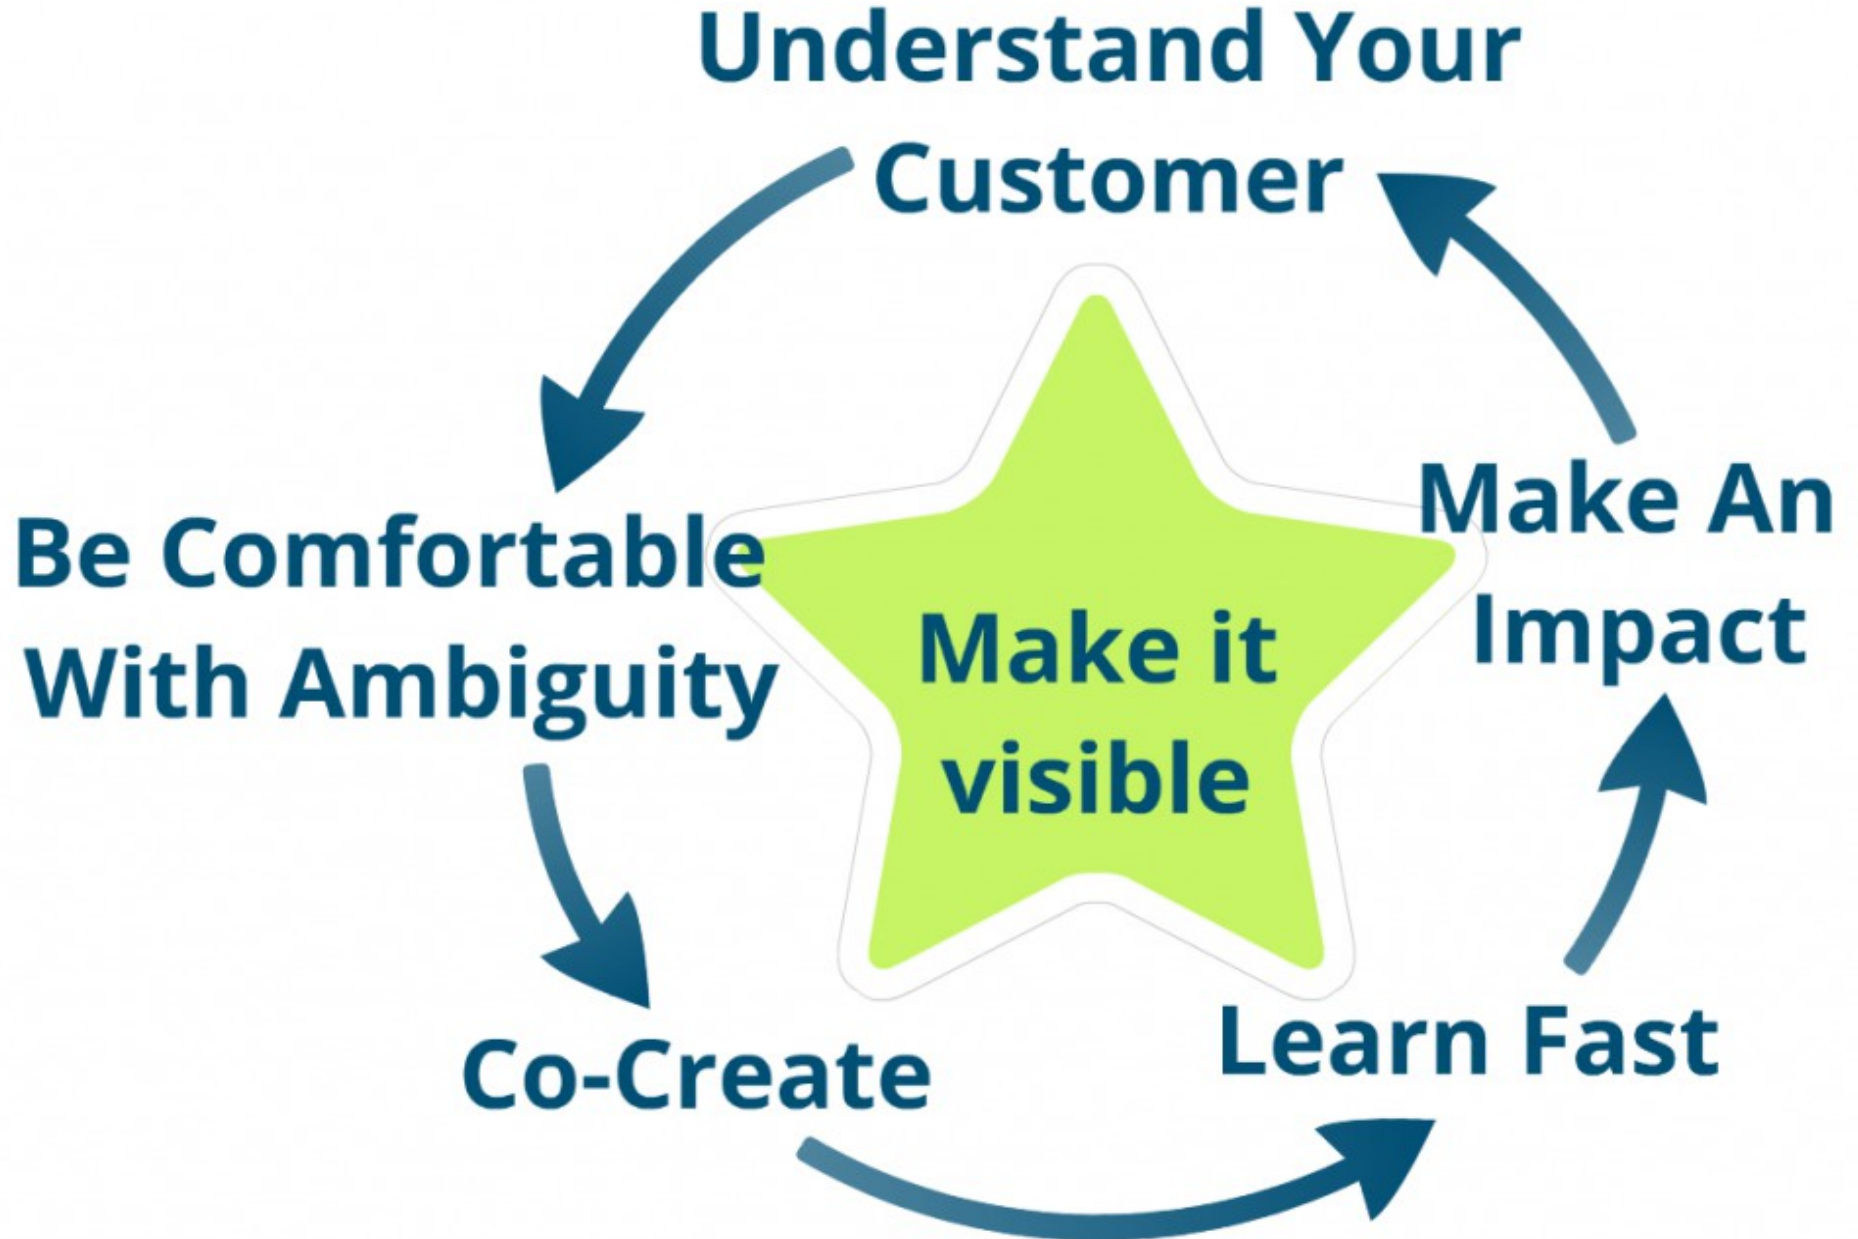 Understand Your
Customer
Be Comfortable
With Ambiguity
Co-Create
Learn Fast
Make An
Impact
Make it
visible